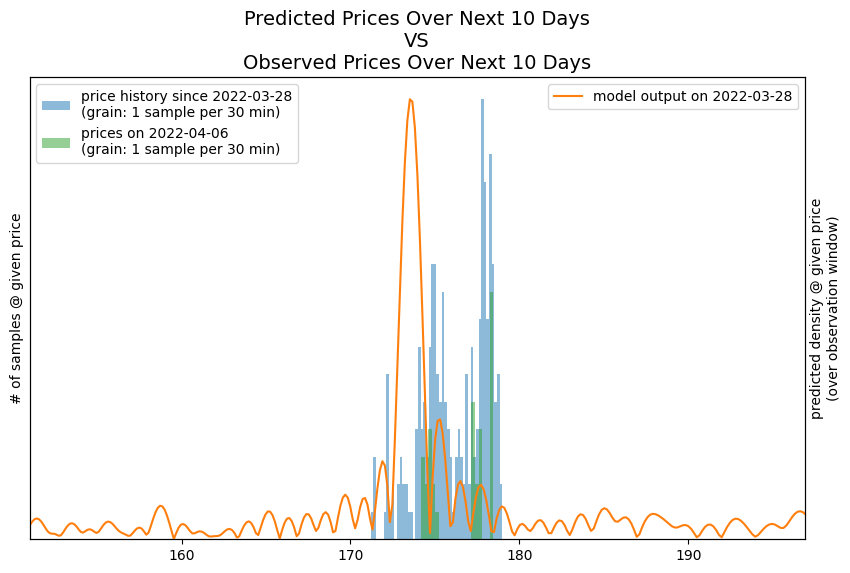 Predicted Prices Over Next 10 Days
VS
Observed Prices Over Next 10 Days
price history since 2022-03-28
(grain: 1 sample per 30 min)
prices on 2022-04-06
(grain: 1 sample per 30 min)
model output on 2022-03-28
# of samples @ given price
predicted density @ given price
(over observation window)
160
170
180
190